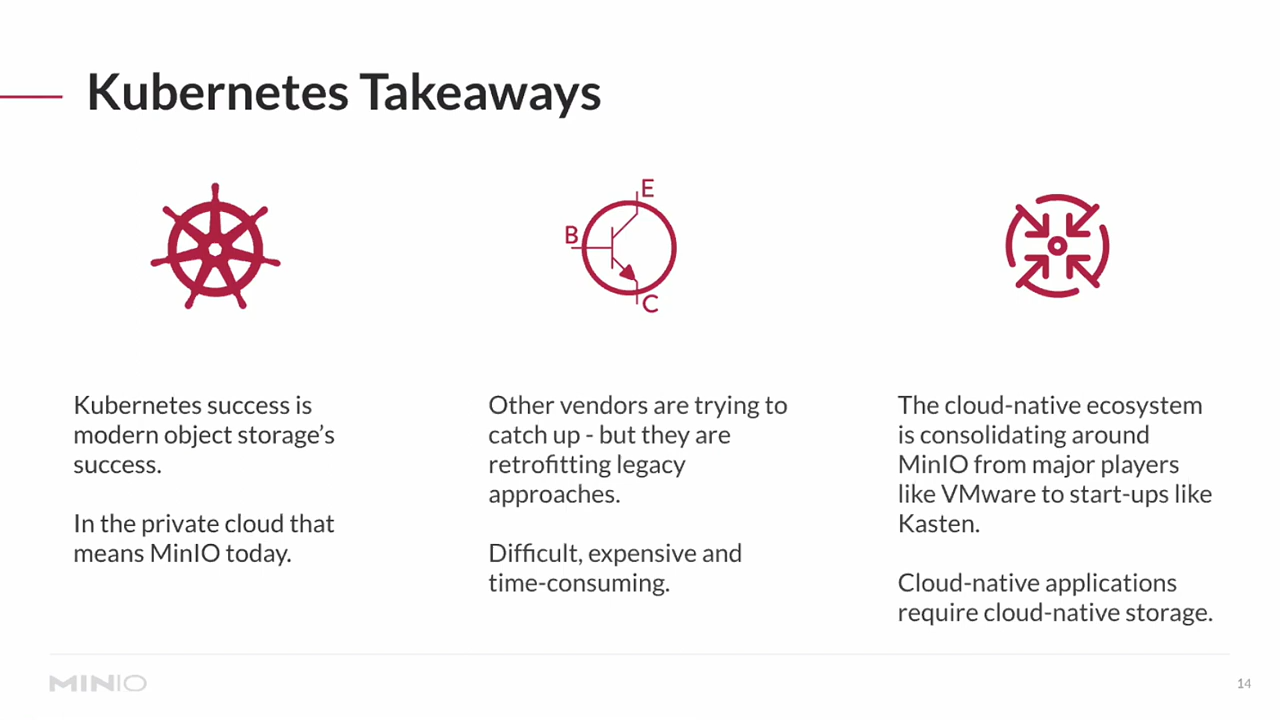 Kubernetes Takeaways
E
B
C
Kubernetes success is
modern object storage’s
success.
In the private cloud that
means MinIO today.
Other vendors are trying to
catch up - but they are
retrofitting legacy
approaches.
Difficult, expensive and
time-consuming.
The cloud-native ecosystem
is consolidating around
MinIO from major players
like VMware to start-ups like
Kasten.
Cloud-native applications
require cloud-native storage.
MINIO
14